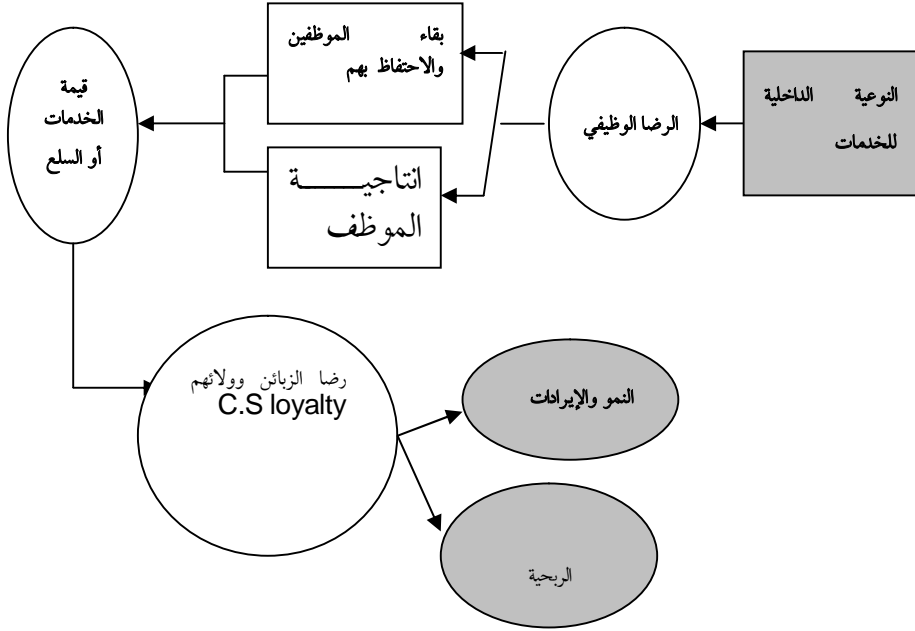 النوعية الداخلية
للخدمات
الرضا الوظيفي
بقاء الموظفين
والاحتفاظ بهم
انتاجيـــــــة
الموظف
قيمة
الخدمات
أو السلع
رضا الزبائن وولائهم
C.S loyalty
النمو والإيرادات
الربحية